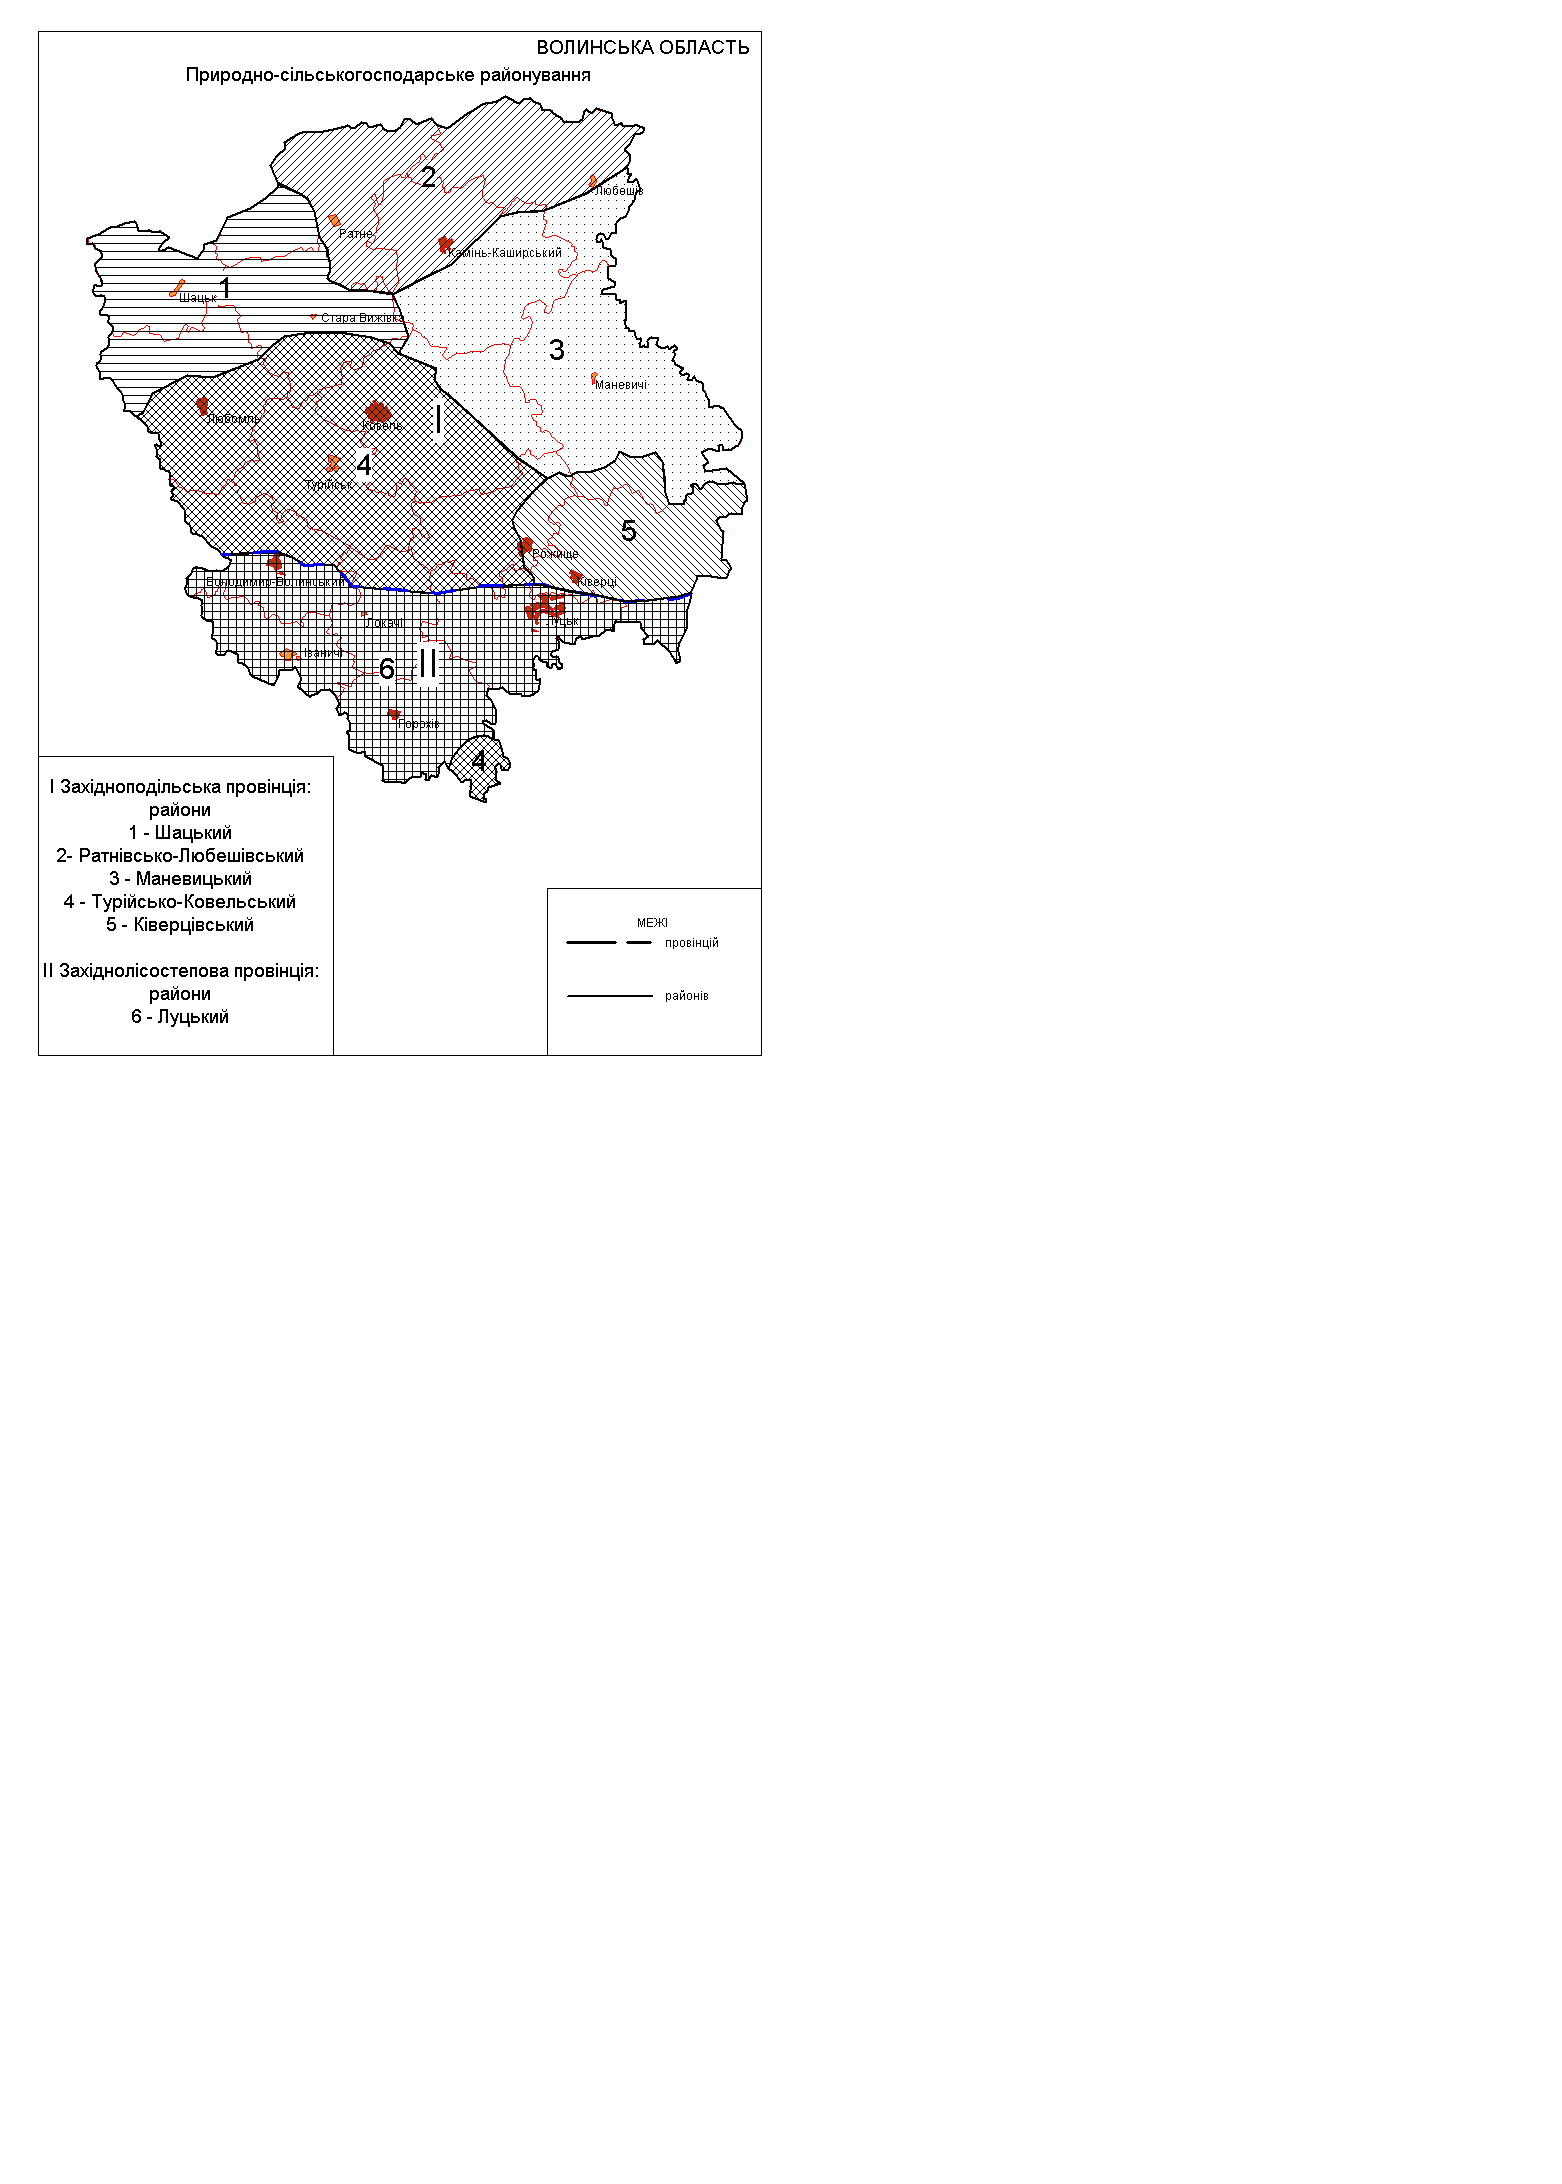 ВОЛИНСЬКА ОБЛАСТЬ
Природно-сільськогосподарське районування
2
Любешів
Ратне
Камінь-Каширський
1
Шацьк
Стара Вижівка
3
Маневичі
Любомль
I
Ковель
4
Турійськ
5
Рожище
Ківерці
Володимир-Волинський
Локачі
Луцьк
Іваничі
6
II
Горохів
4
I Західноподільська провінція:
райони
1 - Шацький
2- Ратнівсько-Любешівський
3 - Маневицький
4 - Турійсько-Ковельський
5 - Ківерцівський
II Західнолісостепова провінція:
райони
6 - Луцький
МЕЖІ
провінцій
районів